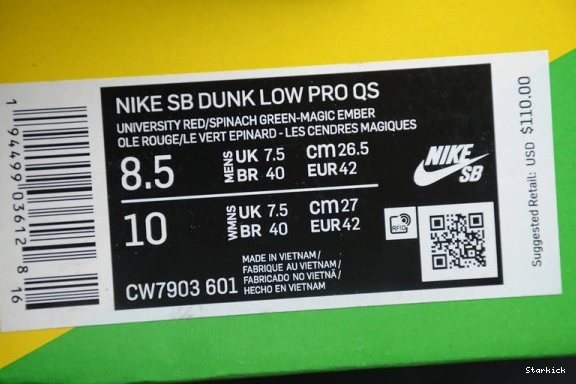 NIKE SB DUNK LOW PRO QS
UNIVERSITY RED/SPINACH GREEN-MAGIC EMBER
OLE ROUGE/LE VERT EPINARD - LES CENDRES MAGIQUES
8.5 MENS UK 7.5 CM 26.5
BR 40 EUR 42
10 WMNS UK 7.5 CM 27
BR 40 EUR 42
NIKE
SB
RFID
MADE IN VIETNAM /
FABRIQUE AU VIETNAM /
FABRICADO NO VIETNÃ /
HECHO EN VIETNAM
CW7903 601
1 94499 03612 8 16
Suggested Retail: USD $110.00
Starkick